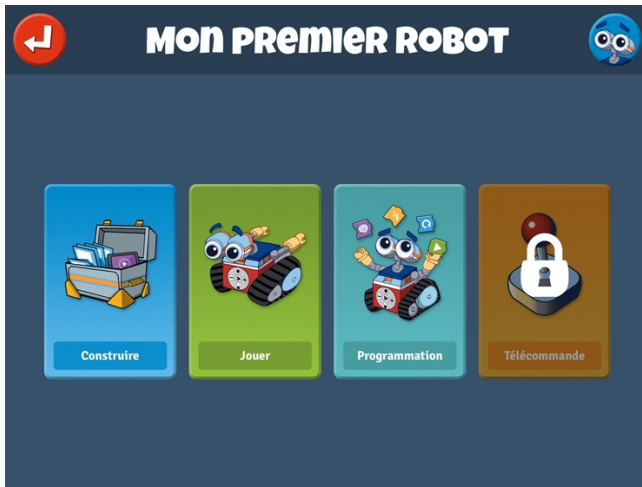 Mon premier robot
Construire
Jouer
Programmation
Télécommande